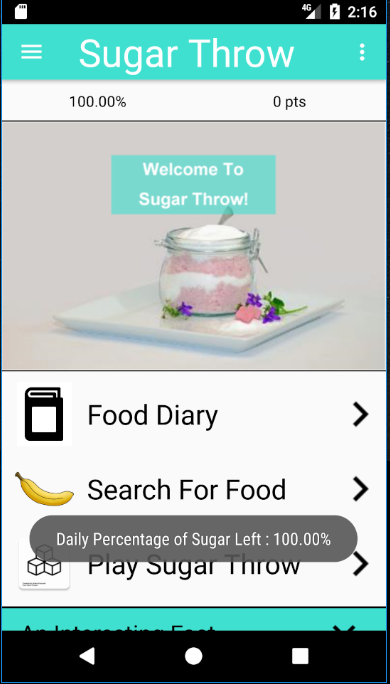 4G 2:16
Sugar Throw
100.00% 0 pts
Welcome To
Sugar Throw!
Food Diary
Search For Food
Daily Percentage of Sugar Left : 100.00%
Play Sugar Throw
An Interesting Fact